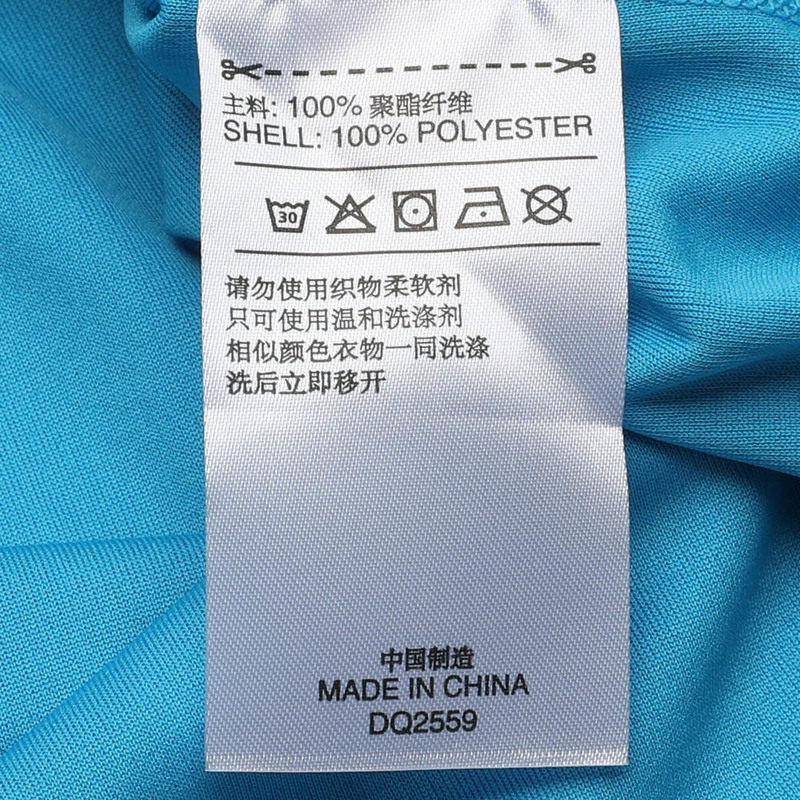 主料: 100% 聚酯纤维
SHELL: 100% POLYESTER
30
请勿使用织物柔软剂
只可使用温和洗涤剂
相似颜色衣物一同洗涤
洗后立即移开
中国制造
MADE IN CHINA
DQ2559